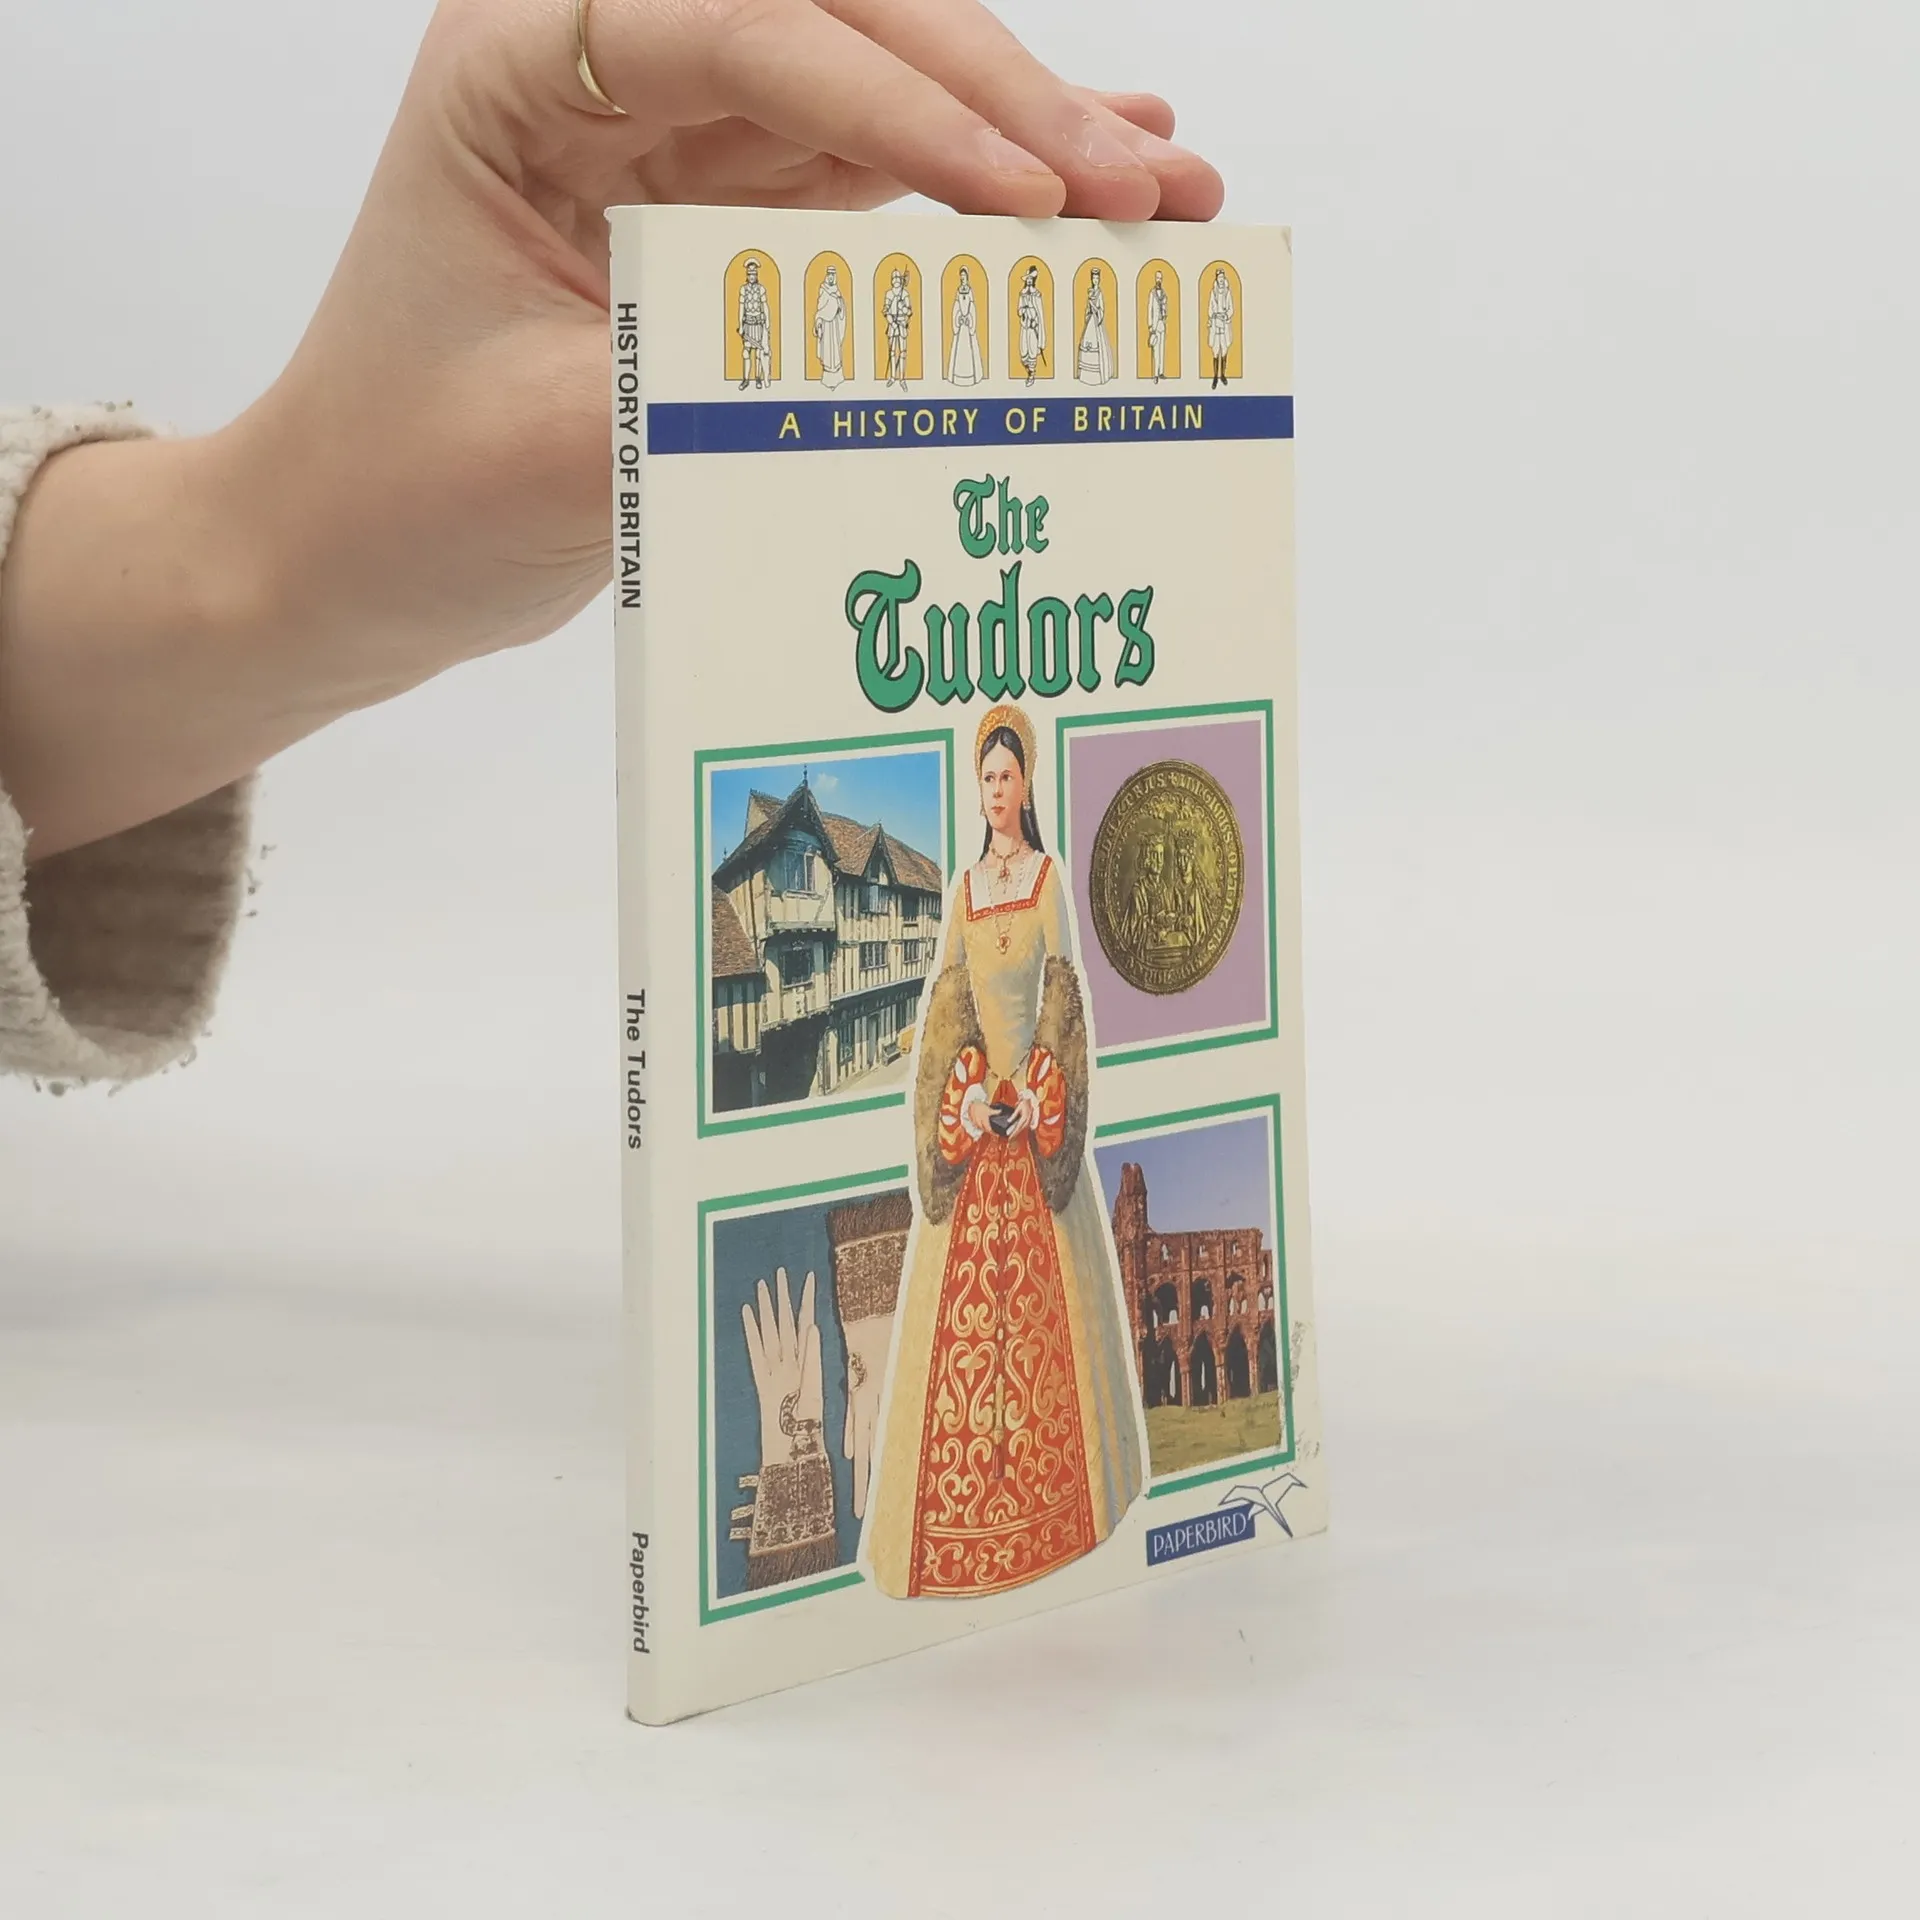 A HISTORY OF BRITAIN
The
Tudors
PAPERBIRD
HISTORY OF BRITAIN
The Tudors
Paperbird